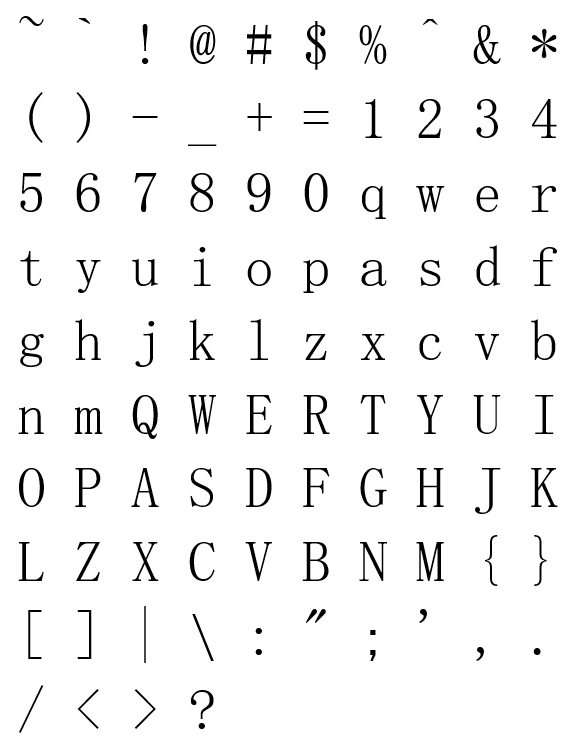 ~ ` ! @ # $ % ^ & *
( ) - _ + = 1 2 3 4
5 6 7 8 9 0 q w e r
t y u i o p a s d f
g h j k l z x c v b
n m Q W E R T Y U I
O P A S D F G H J K
L Z X C V B N M { }
[ ] | \ : " ; ' , .
/ < > ?